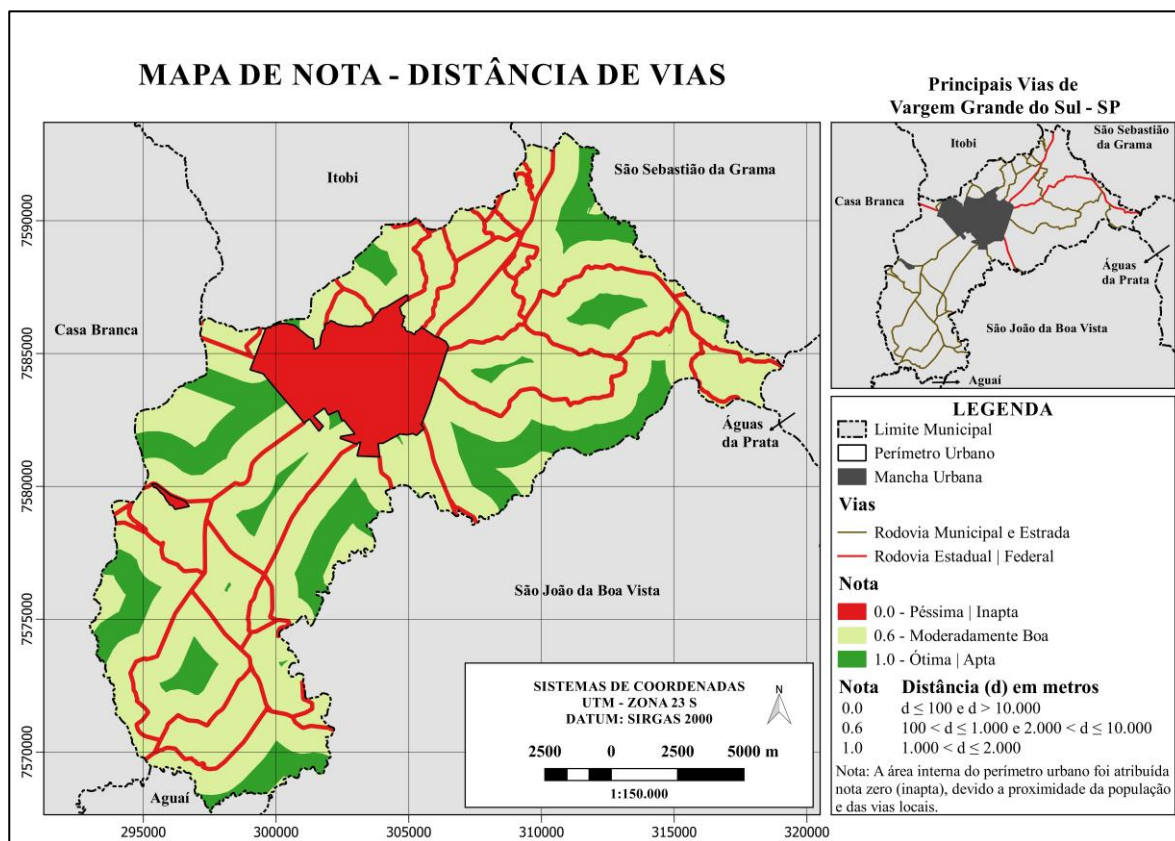 MAPA DE NOTA - DISTÂNCIA DE VIAS
Itobi
São Sebastião da Grama
Casa Branca
Águas
da Prata
São João da Boa Vista
Aguaí
7590000
7585000
7580000
7575000
7570000
295000
300000
305000
310000
315000
320000
SISTEMAS DE COORDENADAS
UTM - ZONA 23 S
DATUM: SIRGAS 2000
N
2500 0 2500 5000 m
1:150.000
Principais Vias de
Vargem Grande do Sul - SP
São Sebastião
da Grama
Itobi
Casa Branca
Águas
da Prata
São João da Boa Vista
Aguaí
LEGENDA
Limite Municipal
Perímetro Urbano
Mancha Urbana
Vias
Rodovia Municipal e Estrada
Rodovia Estadual | Federal
Nota
0.0 - Péssima | Inapta
0.6 - Moderadamente Boa
1.0 - Ótima | Apta
Nota Distância (d) em metros
0.0 d ≤ 100 e d > 10.000
0.6 100 < d ≤ 1.000 e 2.000 < d ≤ 10.000
1.0 1.000 < d ≤ 2.000
Nota: A área interna do perímetro urbano foi atribuída
nota zero (inapta), devido a proximidade da população
e das vias locais.